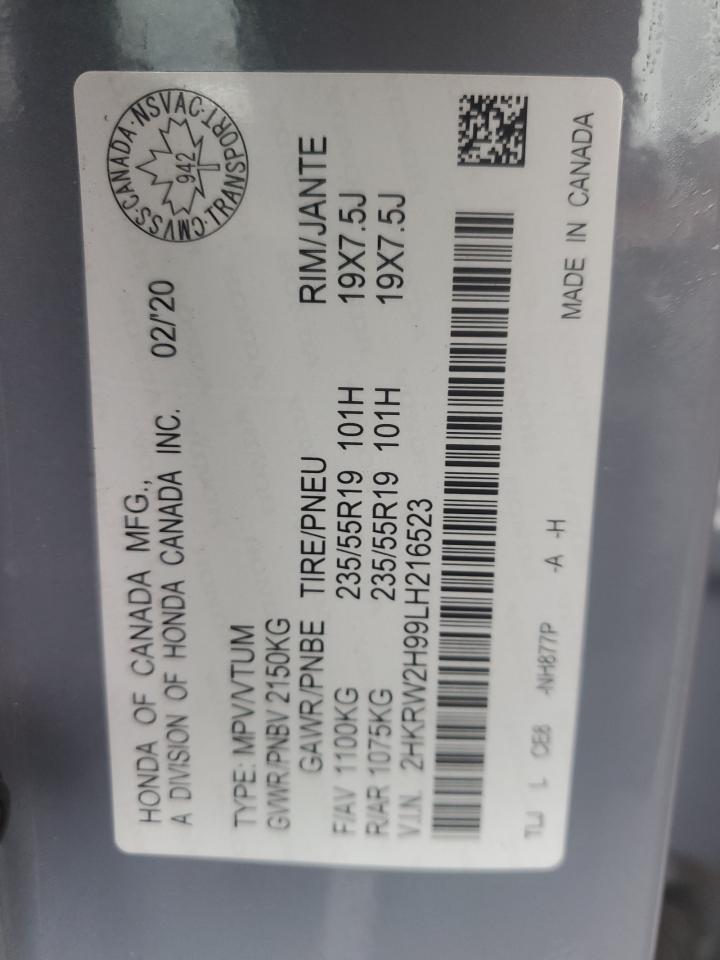 HONDA OF CANADA MFG.,
A DIVISION OF HONDA CANADA INC. 02/'20
CMVSS·CANADA·NSVAC·TRANSPORT
942
TYPE: MPV/VTUM
GVWR/PNBV 2150KG
GAWR/PNBE TIRE/PNEU RIM/JANTE
F/AV 1100KG 235/55R19 101H 19X7.5J
R/AR 1075KG 235/55R19 101H 19X7.5J
V.I.N. 2HKRW2H99LH216523
TLJ L CE8 -NH877P -A -H MADE IN CANADA